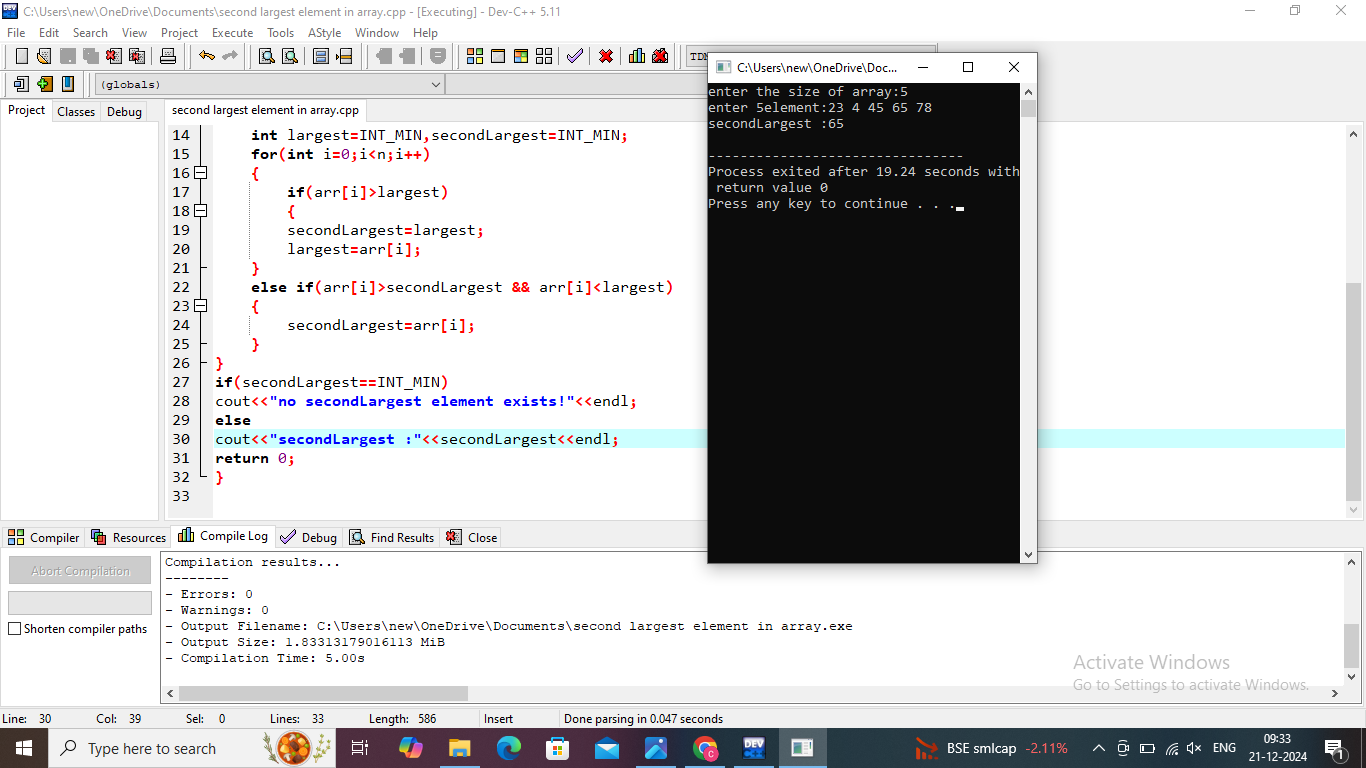 C:\Users\new\OneDrive\Documents\second largest element in array.cpp - [Executing] - Dev-C++ 5.11
File Edit Search View Project Execute Tools AStyle Window Help
TDM
(globals)
Project Classes Debug
second largest element in array.cpp
14 int largest=INT_MIN,secondLargest=INT_MIN;
15 for(int i=0;i<n;i++)
16 {
17 if(arr[i]>largest)
18 {
19 secondLargest=largest;
20 largest=arr[i];
21 }
22 else if(arr[i]>secondLargest && arr[i]<largest)
23 {
24 secondLargest=arr[i];
25 }
26 }
27 if(secondLargest==INT_MIN)
28 cout<<"no secondLargest element exists!"<<endl;
29 else
30 cout<<"secondLargest :"<<secondLargest<<endl;
31 return 0;
32 }
33
C:\Users\new\OneDrive\Doc...
enter the size of array:5
enter 5element:23 4 45 65 78
secondLargest :65
--------------------------------
Process exited after 19.24 seconds with
return value 0
Press any key to continue . . .
Compiler Resources Compile Log Debug Find Results Close
Abort Compilation
Shorten compiler paths
Compilation results...
--------
- Errors: 0
- Warnings: 0
- Output Filename: C:\Users\new\OneDrive\Documents\second largest element in array.exe
- Output Size: 1.83313179016113 MiB
- Compilation Time: 5.00s
Activate Windows
Go to Settings to activate Windows.
Line: 30 Col: 39 Sel: 0 Lines: 33 Length: 586 Insert Done parsing in 0.047 seconds
Type here to search
DEV
BSE smlcap -2.11%
ENG
09:33
21-12-2024
1